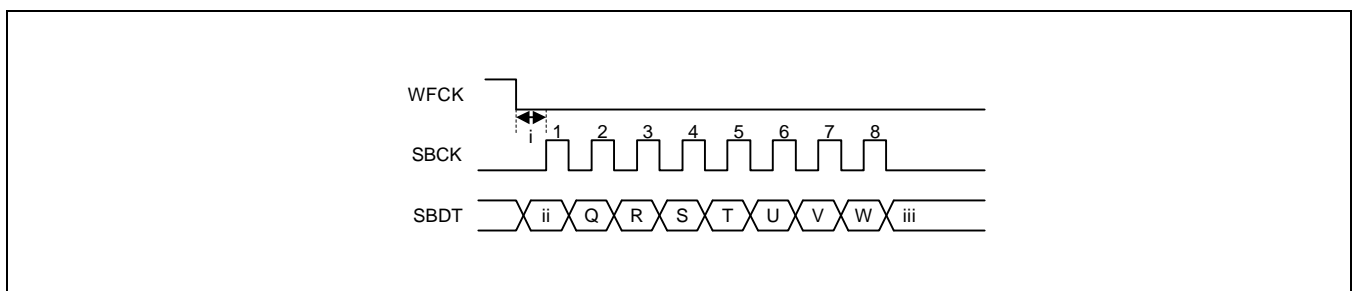 WFCK
i
1 2 3 4 5 6 7 8
SBCK
SBDT ii Q R S T U V W iii